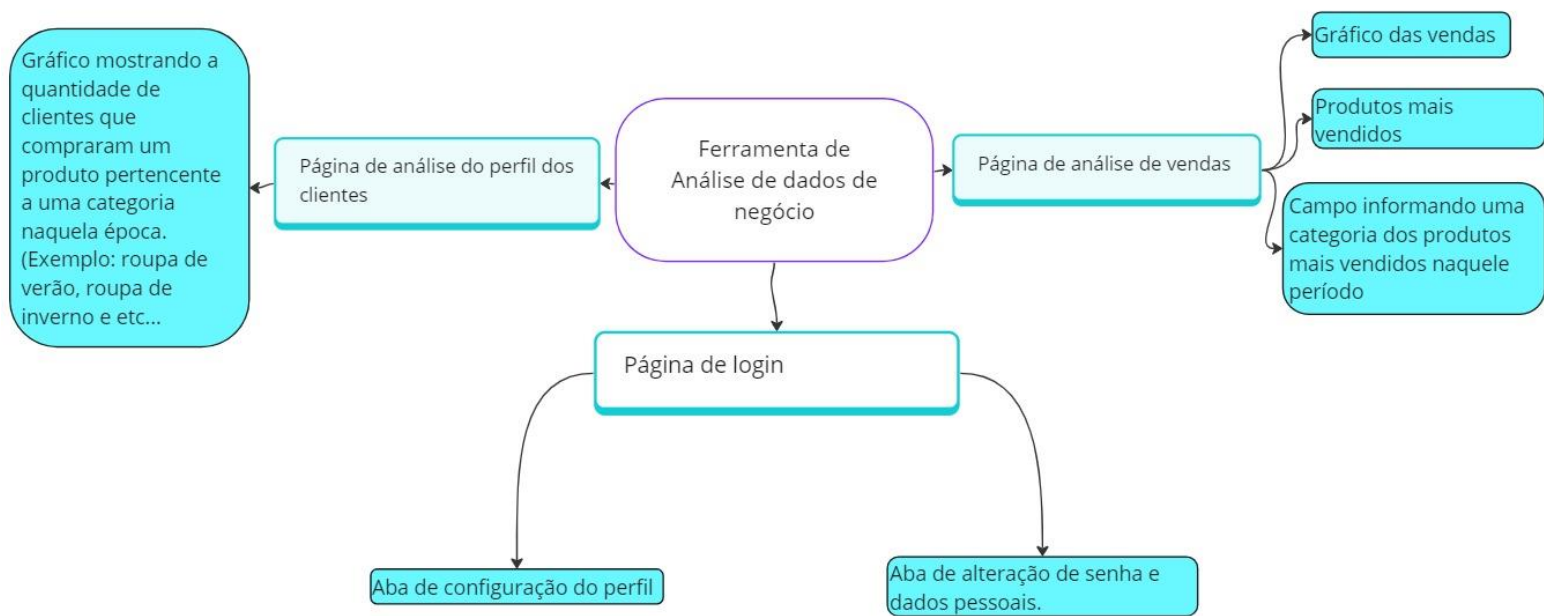 Gráfico mostrando a
quantidade de
clientes que
compraram um
produto pertencente
a uma categoria
naquela época.
(Exemplo: roupa de
verão, roupa de
inverno e etc...
Página de análise do perfil dos
clientes
Ferramenta de
Análise de dados de
negócio
Página de análise de vendas
Gráfico das vendas
Produtos mais
vendidos
Campo informando uma
categoria dos produtos
mais vendidos naquele
período
Página de login
Aba de configuração do perfil
Aba de alteração de senha e
dados pessoais.